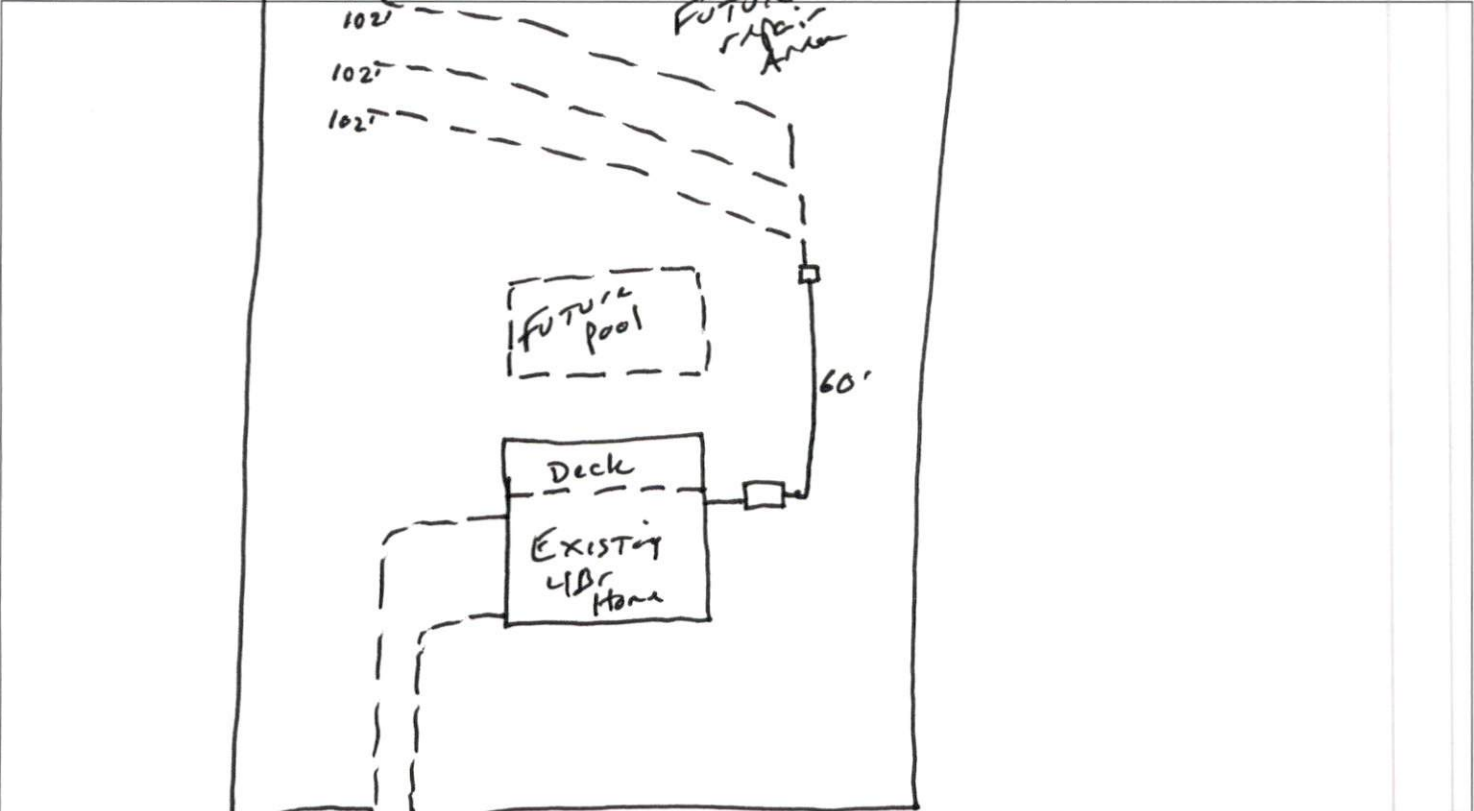 102'
FUTURE
repair
Area
102'
102'
FUTURE
pool
60'
Deck
Existing
4Br
Home